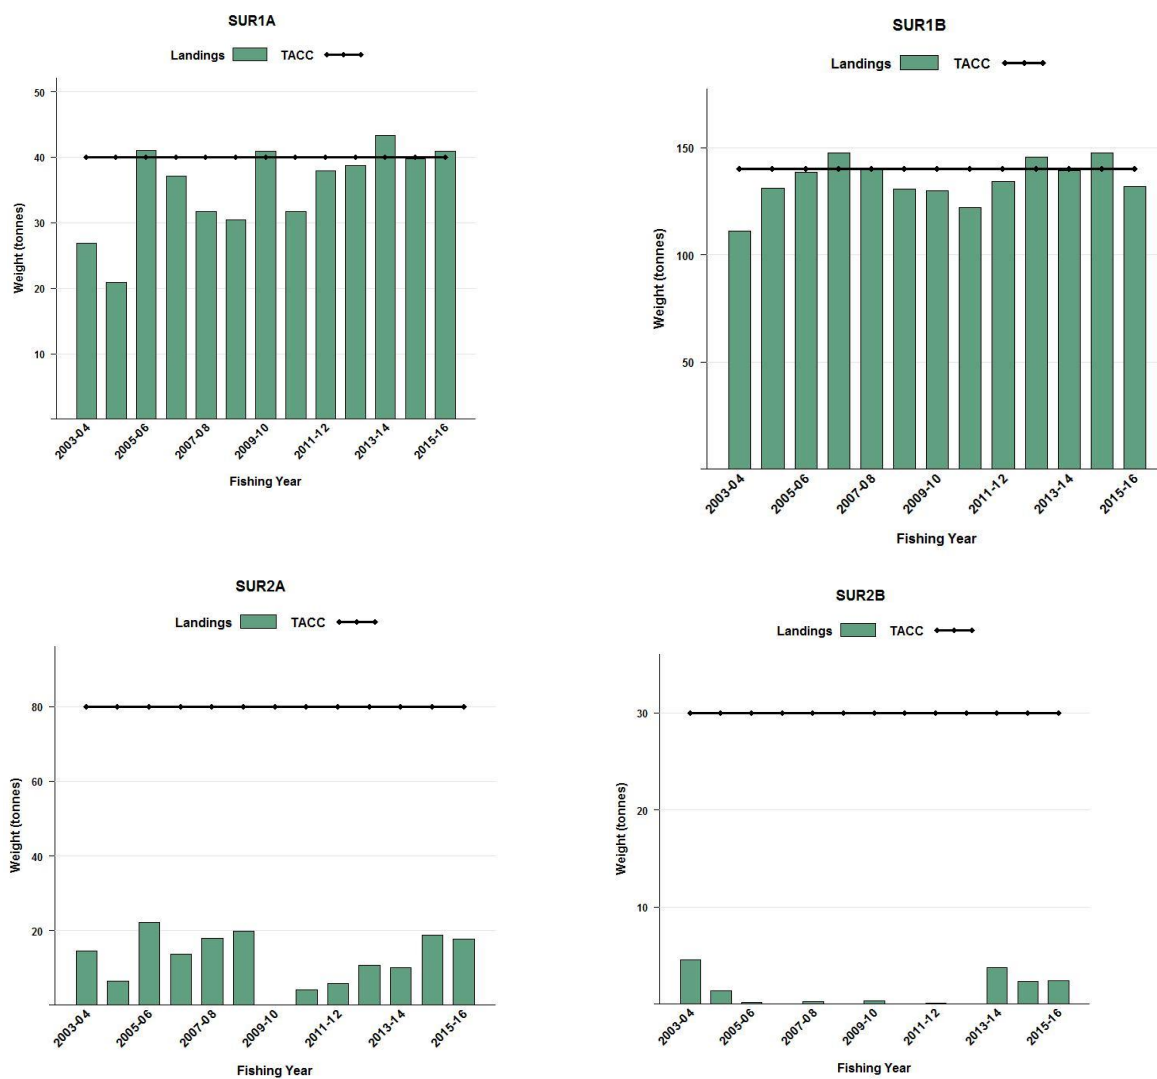 SUR1A
Landings TACC
50
40
30
20
10
Weight (tonnes)
2003-04 2005-06 2007-08 2009-10 2011-12 2013-14 2015-16
Fishing Year
SUR1B
Landings TACC
150
100
50
Weight (tonnes)
2003-04 2005-06 2007-08 2009-10 2011-12 2013-14 2015-16
Fishing Year
SUR2A
Landings TACC
80
60
40
20
Weight (tonnes)
2003-04 2005-06 2007-08 2009-10 2011-12 2013-14 2015-16
Fishing Year
SUR2B
Landings TACC
30
20
10
Weight (tonnes)
2003-04 2005-06 2007-08 2009-10 2011-12 2013-14 2015-16
Fishing Year